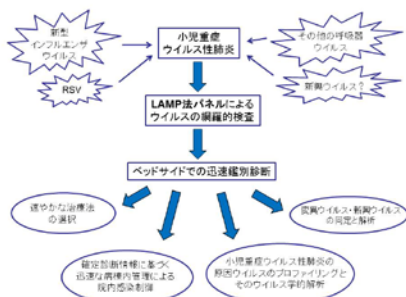 新型
インフルエンザ
ウイルス
小児重症
ウイルス性肺炎
その他の呼吸器
ウイルス
RSV
新興ウイルス?
LAMP法パネルによる
ウイルスの網羅的検査
ベッドサイドでの迅速鑑別診断
速やかな治療法
の選択
変異ウイルス・新興ウイルス
の同定と解析
確定診断情報に基づく
迅速な病棟内管理による
院内感染制御
小児重症ウイルス性肺炎の
原因ウイルスのプロファイリングと
そのウイルス学的解析